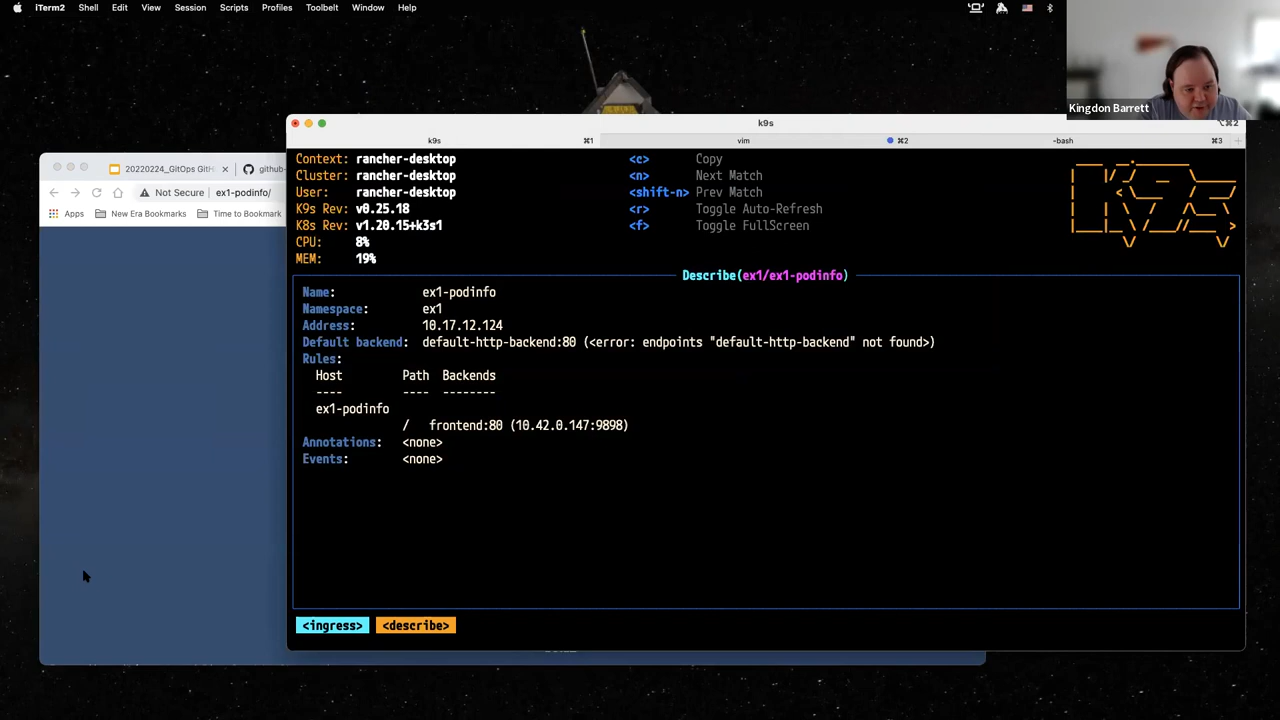 iTerm2 Shell Edit View Session Scripts Profiles Toolbelt Window Help
Kingdon Barrett
k9s
⌥⌘2
k9s ⌘1 vim ⌘2 -bash ⌘3
20220224_GitOps GitH × github-
Not Secure ex1-podinfo/
Apps New Era Bookmarks Time to Bookmark
Context: rancher-desktop <c> Copy
Cluster: rancher-desktop <n> Next Match
User: rancher-desktop <shift-n> Prev Match
K9s Rev: v0.25.18 <r> Toggle Auto-Refresh
K8s Rev: v1.20.15+k3s1 <f> Toggle FullScreen
CPU: 8%
MEM: 19%
Describe(ex1/ex1-podinfo)
Name: ex1-podinfo
Namespace: ex1
Address: 10.17.12.124
Default backend: default-http-backend:80 (<error: endpoints "default-http-backend" not found>)
Rules:
Host Path Backends
---- ---- --------
ex1-podinfo
/ frontend:80 (10.42.0.147:9898)
Annotations: <none>
Events: <none>
<ingress> <describe>